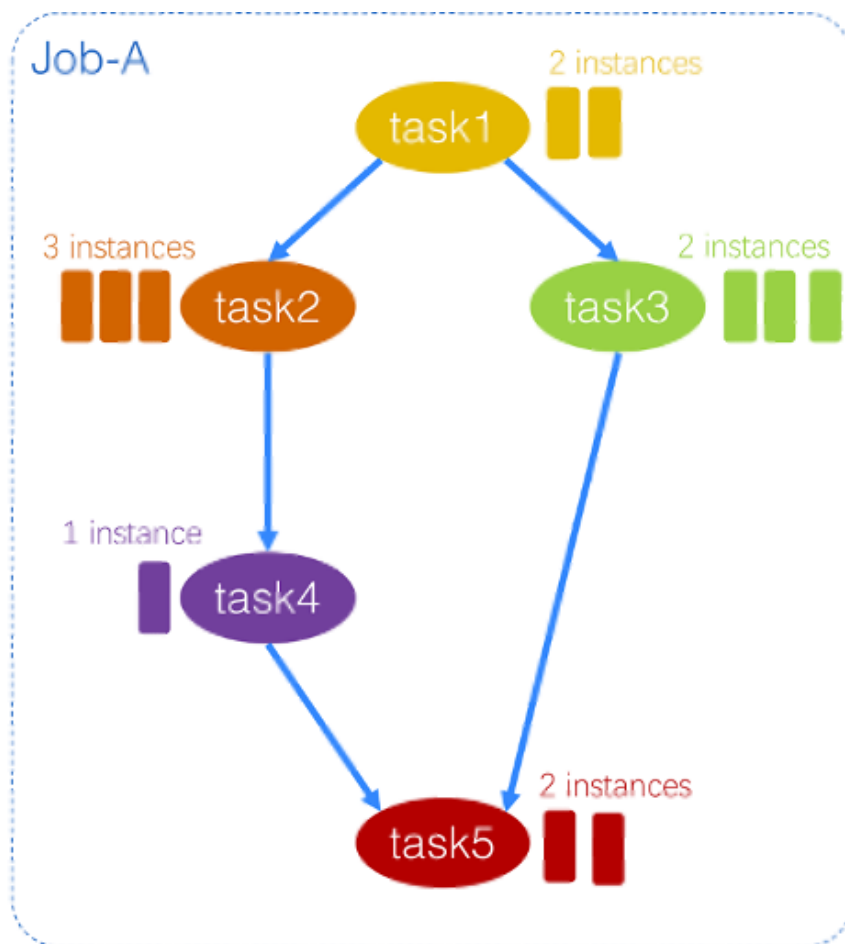 Job-A
2 instances
task1
3 instances
2 instances
task2
task3
1 instance
task4
2 instances
task5